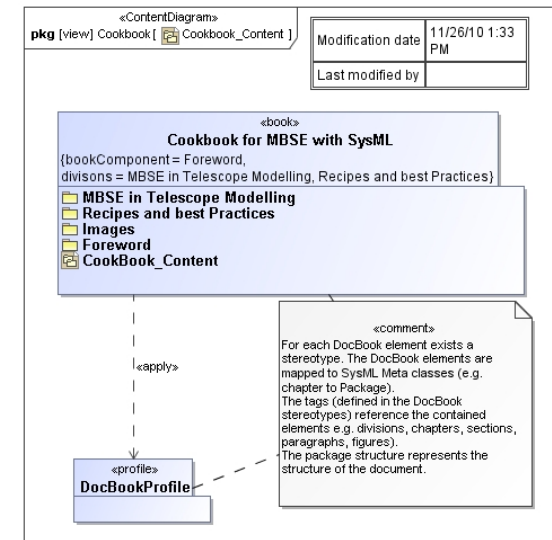 «ContentDiagram»
pkg [view] Cookbook [ Cookbook_Content ]
Modification date
11/26/10 1:33
PM
Last modified by
«book»
Cookbook for MBSE with SysML
{bookComponent = Foreword,
divisons = MBSE in Telescope Modelling, Recipes and best Practices}
MBSE in Telescope Modelling
Recipes and best Practices
Images
Foreword
CookBook_Content
«comment»
For each DocBook element exists a
stereotype. The DocBook elements are
mapped to SysML Meta classes (e.g.
chapter to Package).
The tags (defined in the DocBook
stereotypes) reference the contained
elements e.g. divisions, chapters, sections,
paragraphs, figures).
The package structure represents the
structure of the document.
«apply»
«profile»
DocBookProfile